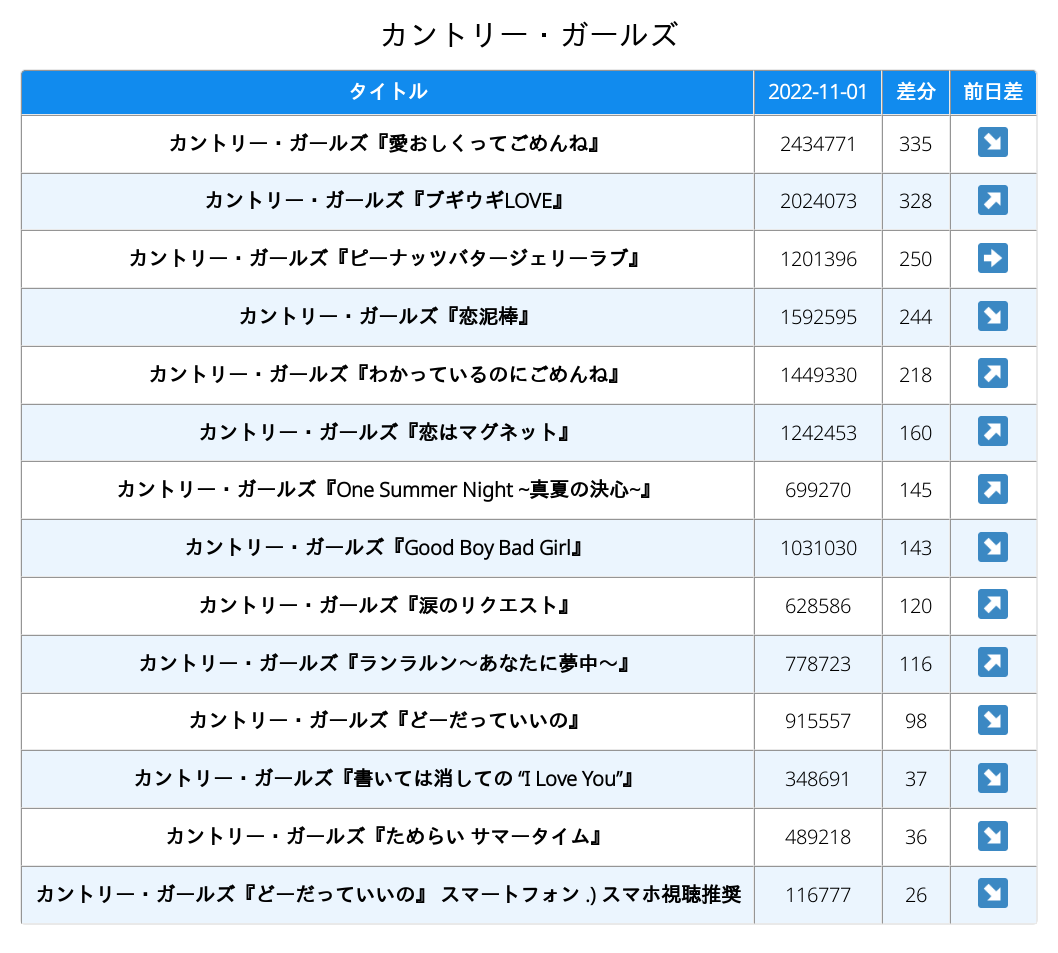 カントリー・ガールズ
タイトル 2022-11-01 差分 前日差
カントリー・ガールズ『愛おしくってごめんね』 2434771 335
カントリー・ガールズ『ブギウギLOVE』 2024073 328
カントリー・ガールズ『ピーナッツバタージェリーラブ』 1201396 250
カントリー・ガールズ『恋泥棒』 1592595 244
カントリー・ガールズ『わかっているのにごめんね』 1449330 218
カントリー・ガールズ『恋はマグネット』 1242453 160
カントリー・ガールズ『One Summer Night ~真夏の決心~』 699270 145
カントリー・ガールズ『Good Boy Bad Girl』 1031030 143
カントリー・ガールズ『涙のリクエスト』 628586 120
カントリー・ガールズ『ランラルン〜あなたに夢中〜』 778723 116
カントリー・ガールズ『どーだっていいの』 915557 98
カントリー・ガールズ『書いては消しての “I Love You”』 348691 37
カントリー・ガールズ『ためらい サマータイム』 489218 36
カントリー・ガールズ『どーだっていいの』 スマートフォン .) スマホ視聴推奨 116777 26